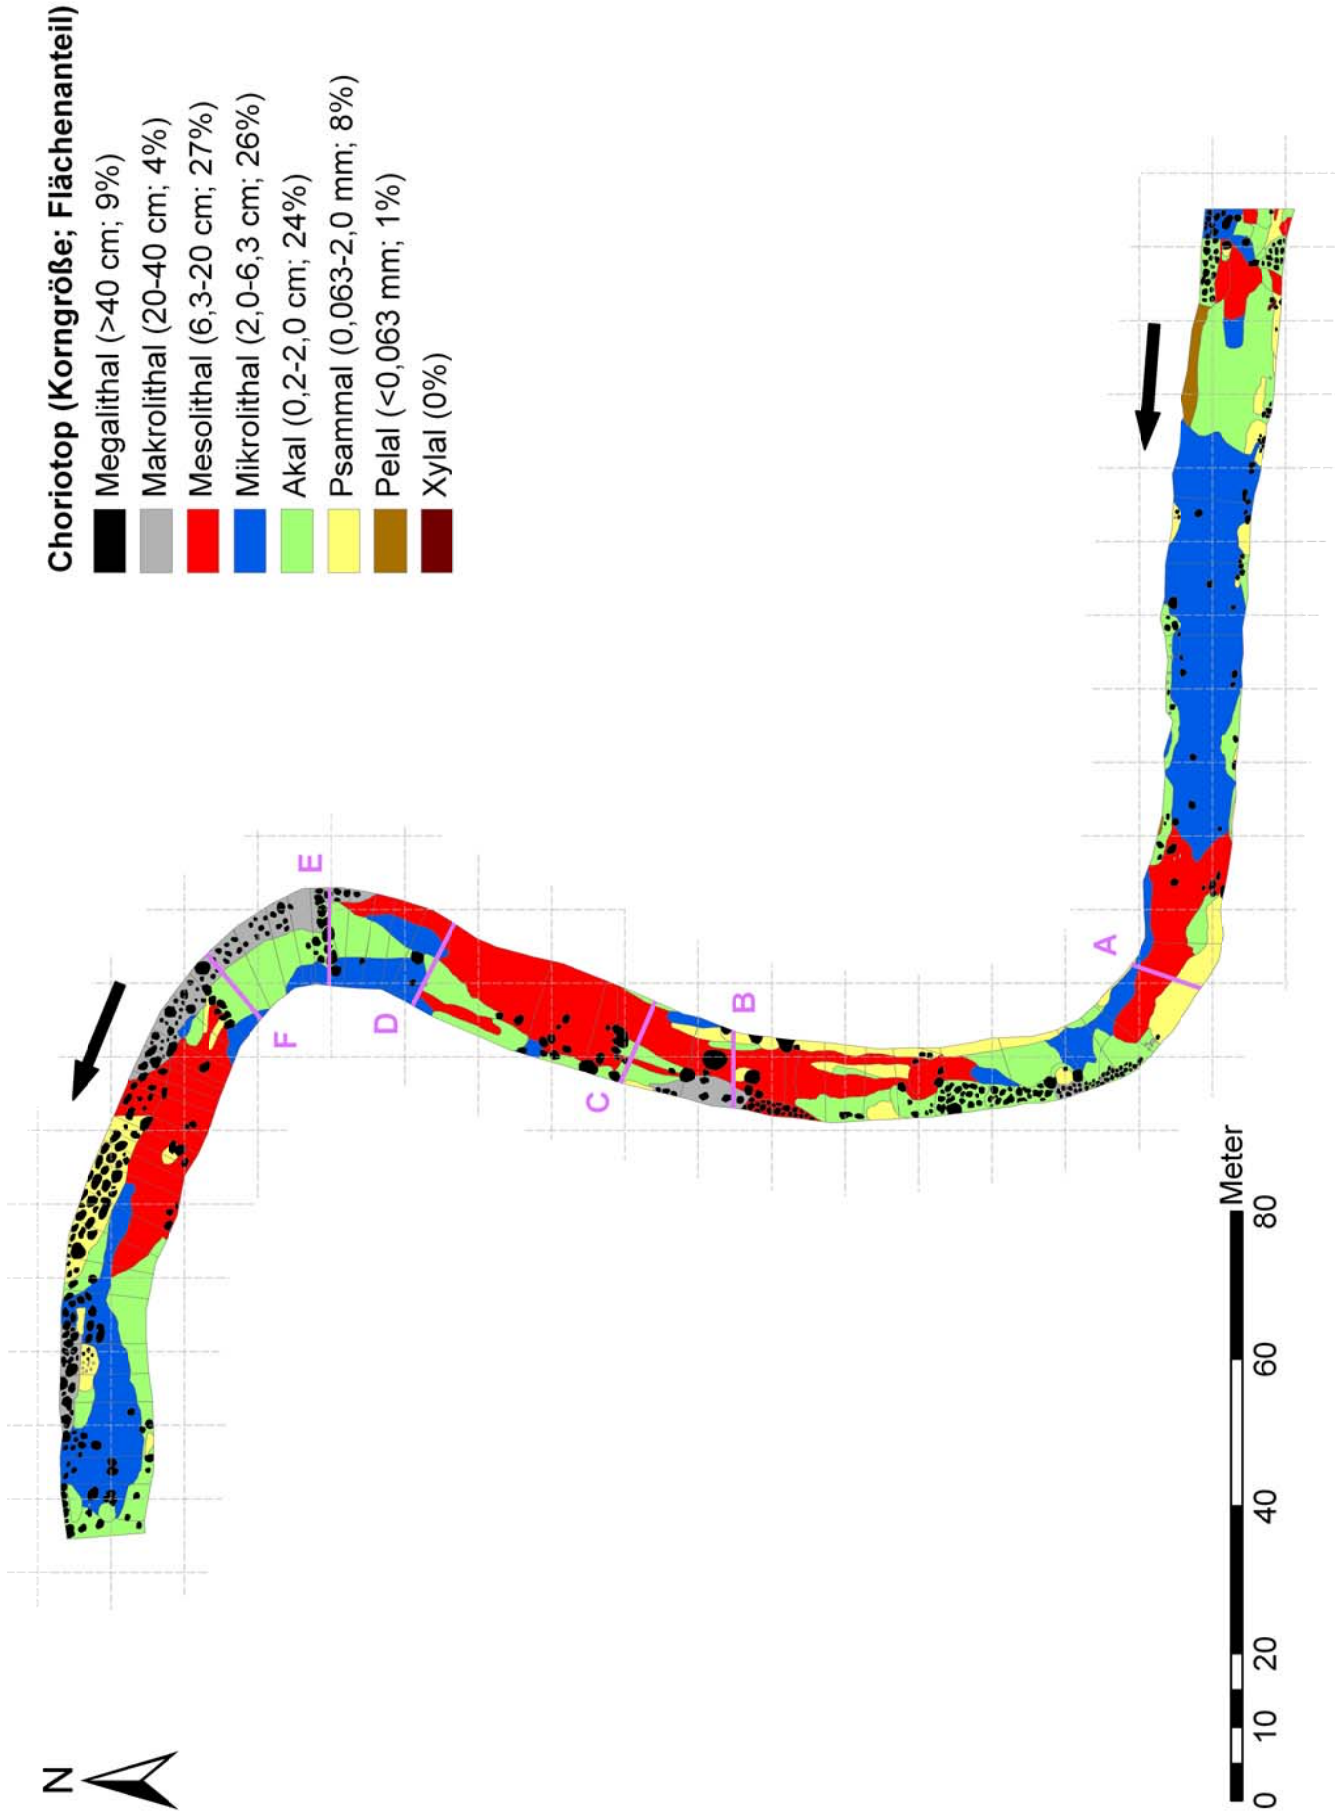 Choriotop (Korngröße; Flächenanteil)
Megalithal (>40 cm; 9%)
Makrolithal (20-40 cm; 4%)
Mesolithal (6,3-20 cm; 27%)
Mikrolithal (2,0-6,3 cm; 26%)
Akal (0,2-2,0 cm; 24%)
Psammal (0,063-2,0 mm; 8%)
Pelal (<0,063 mm; 1%)
Xylal (0%)
N
E
F
D
C
B
A
Meter
0 10 20 40 60 80